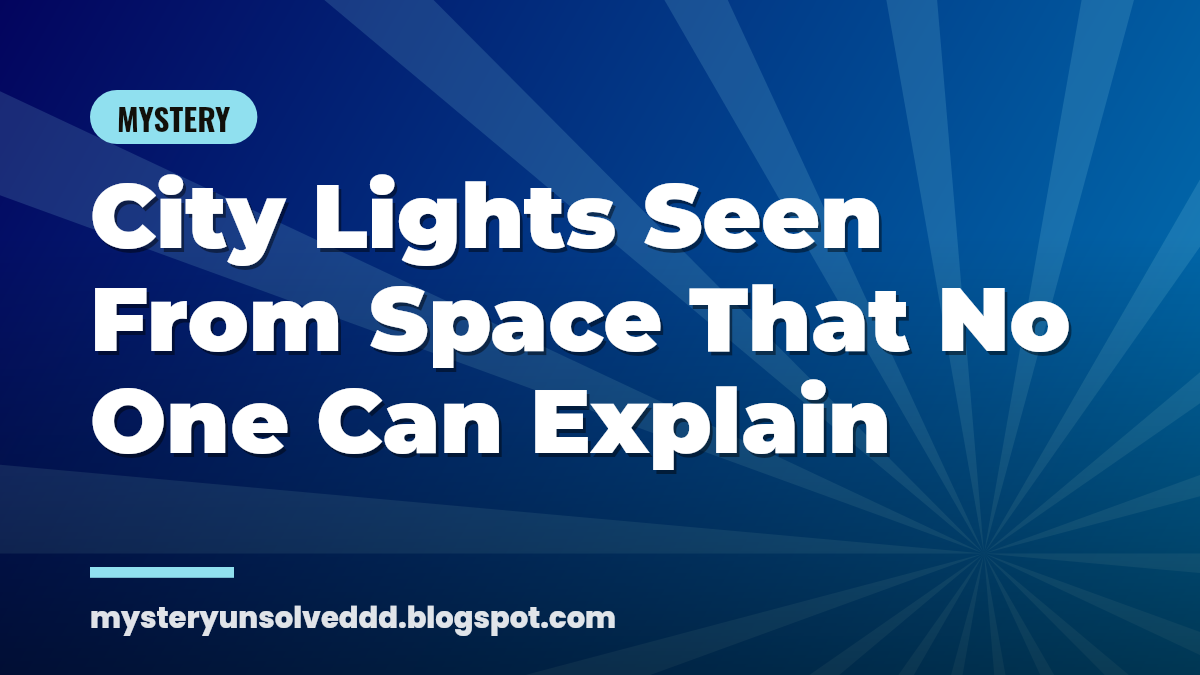 MYSTERY
City Lights Seen
From Space That No
One Can Explain
mysteryunsolveddd.blogspot.com